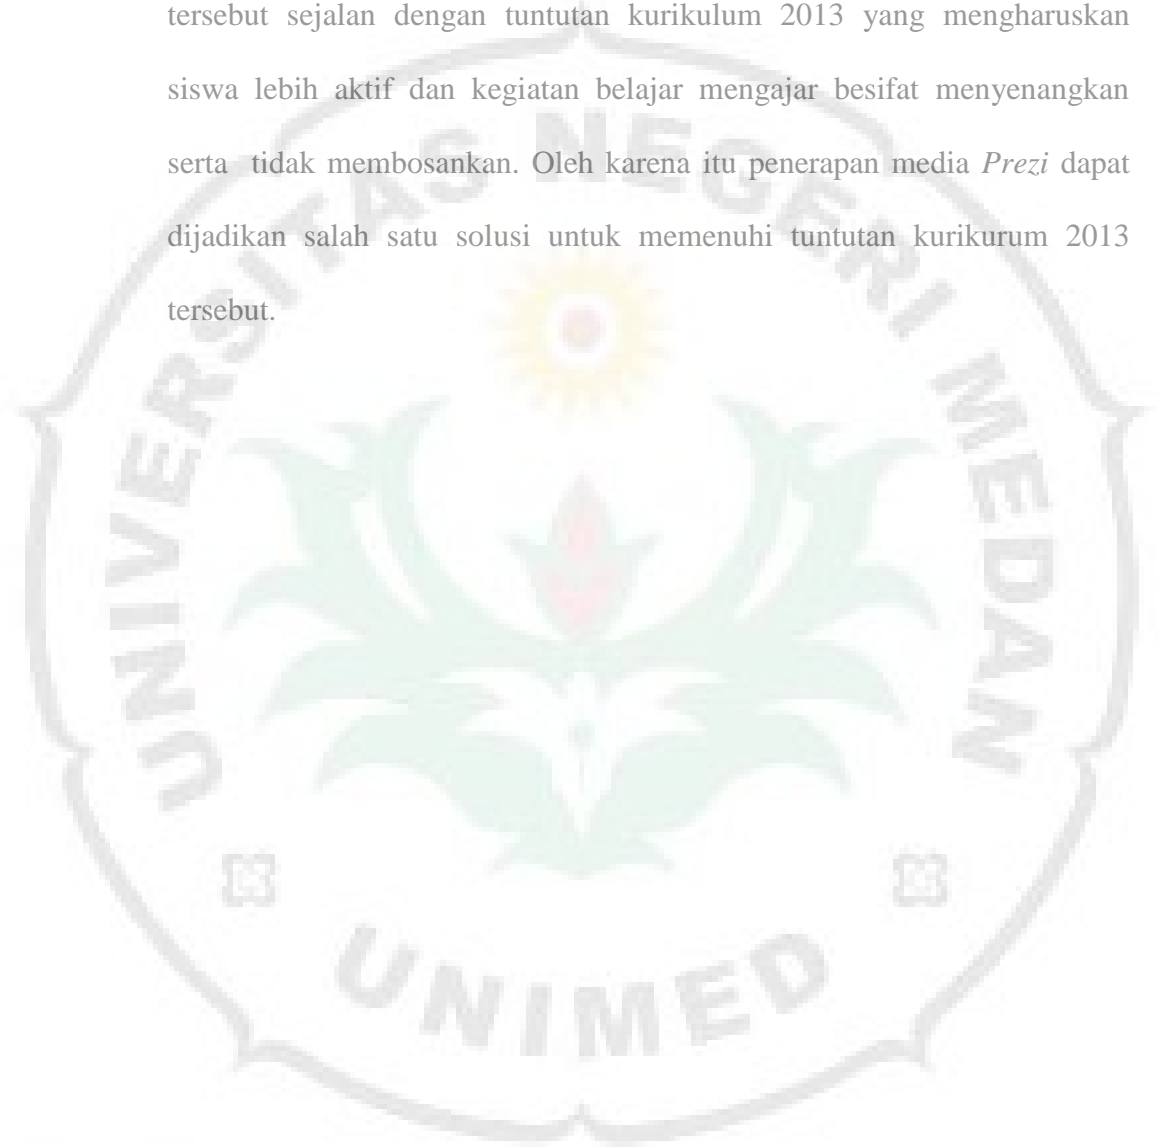 tersebut sejalan dengan tuntutan kurikulum 2013 yang mengharuskan
siswa lebih aktif dan kegiatan belajar mengajar besifat menyenangkan
serta tidak membosankan. Oleh karena itu penerapan media Prezi dapat
dijadikan salah satu solusi untuk memenuhi tuntutan kurikurum 2013
tersebut.
UNIVERSITAS NEGERI MEDAN
UNIMED